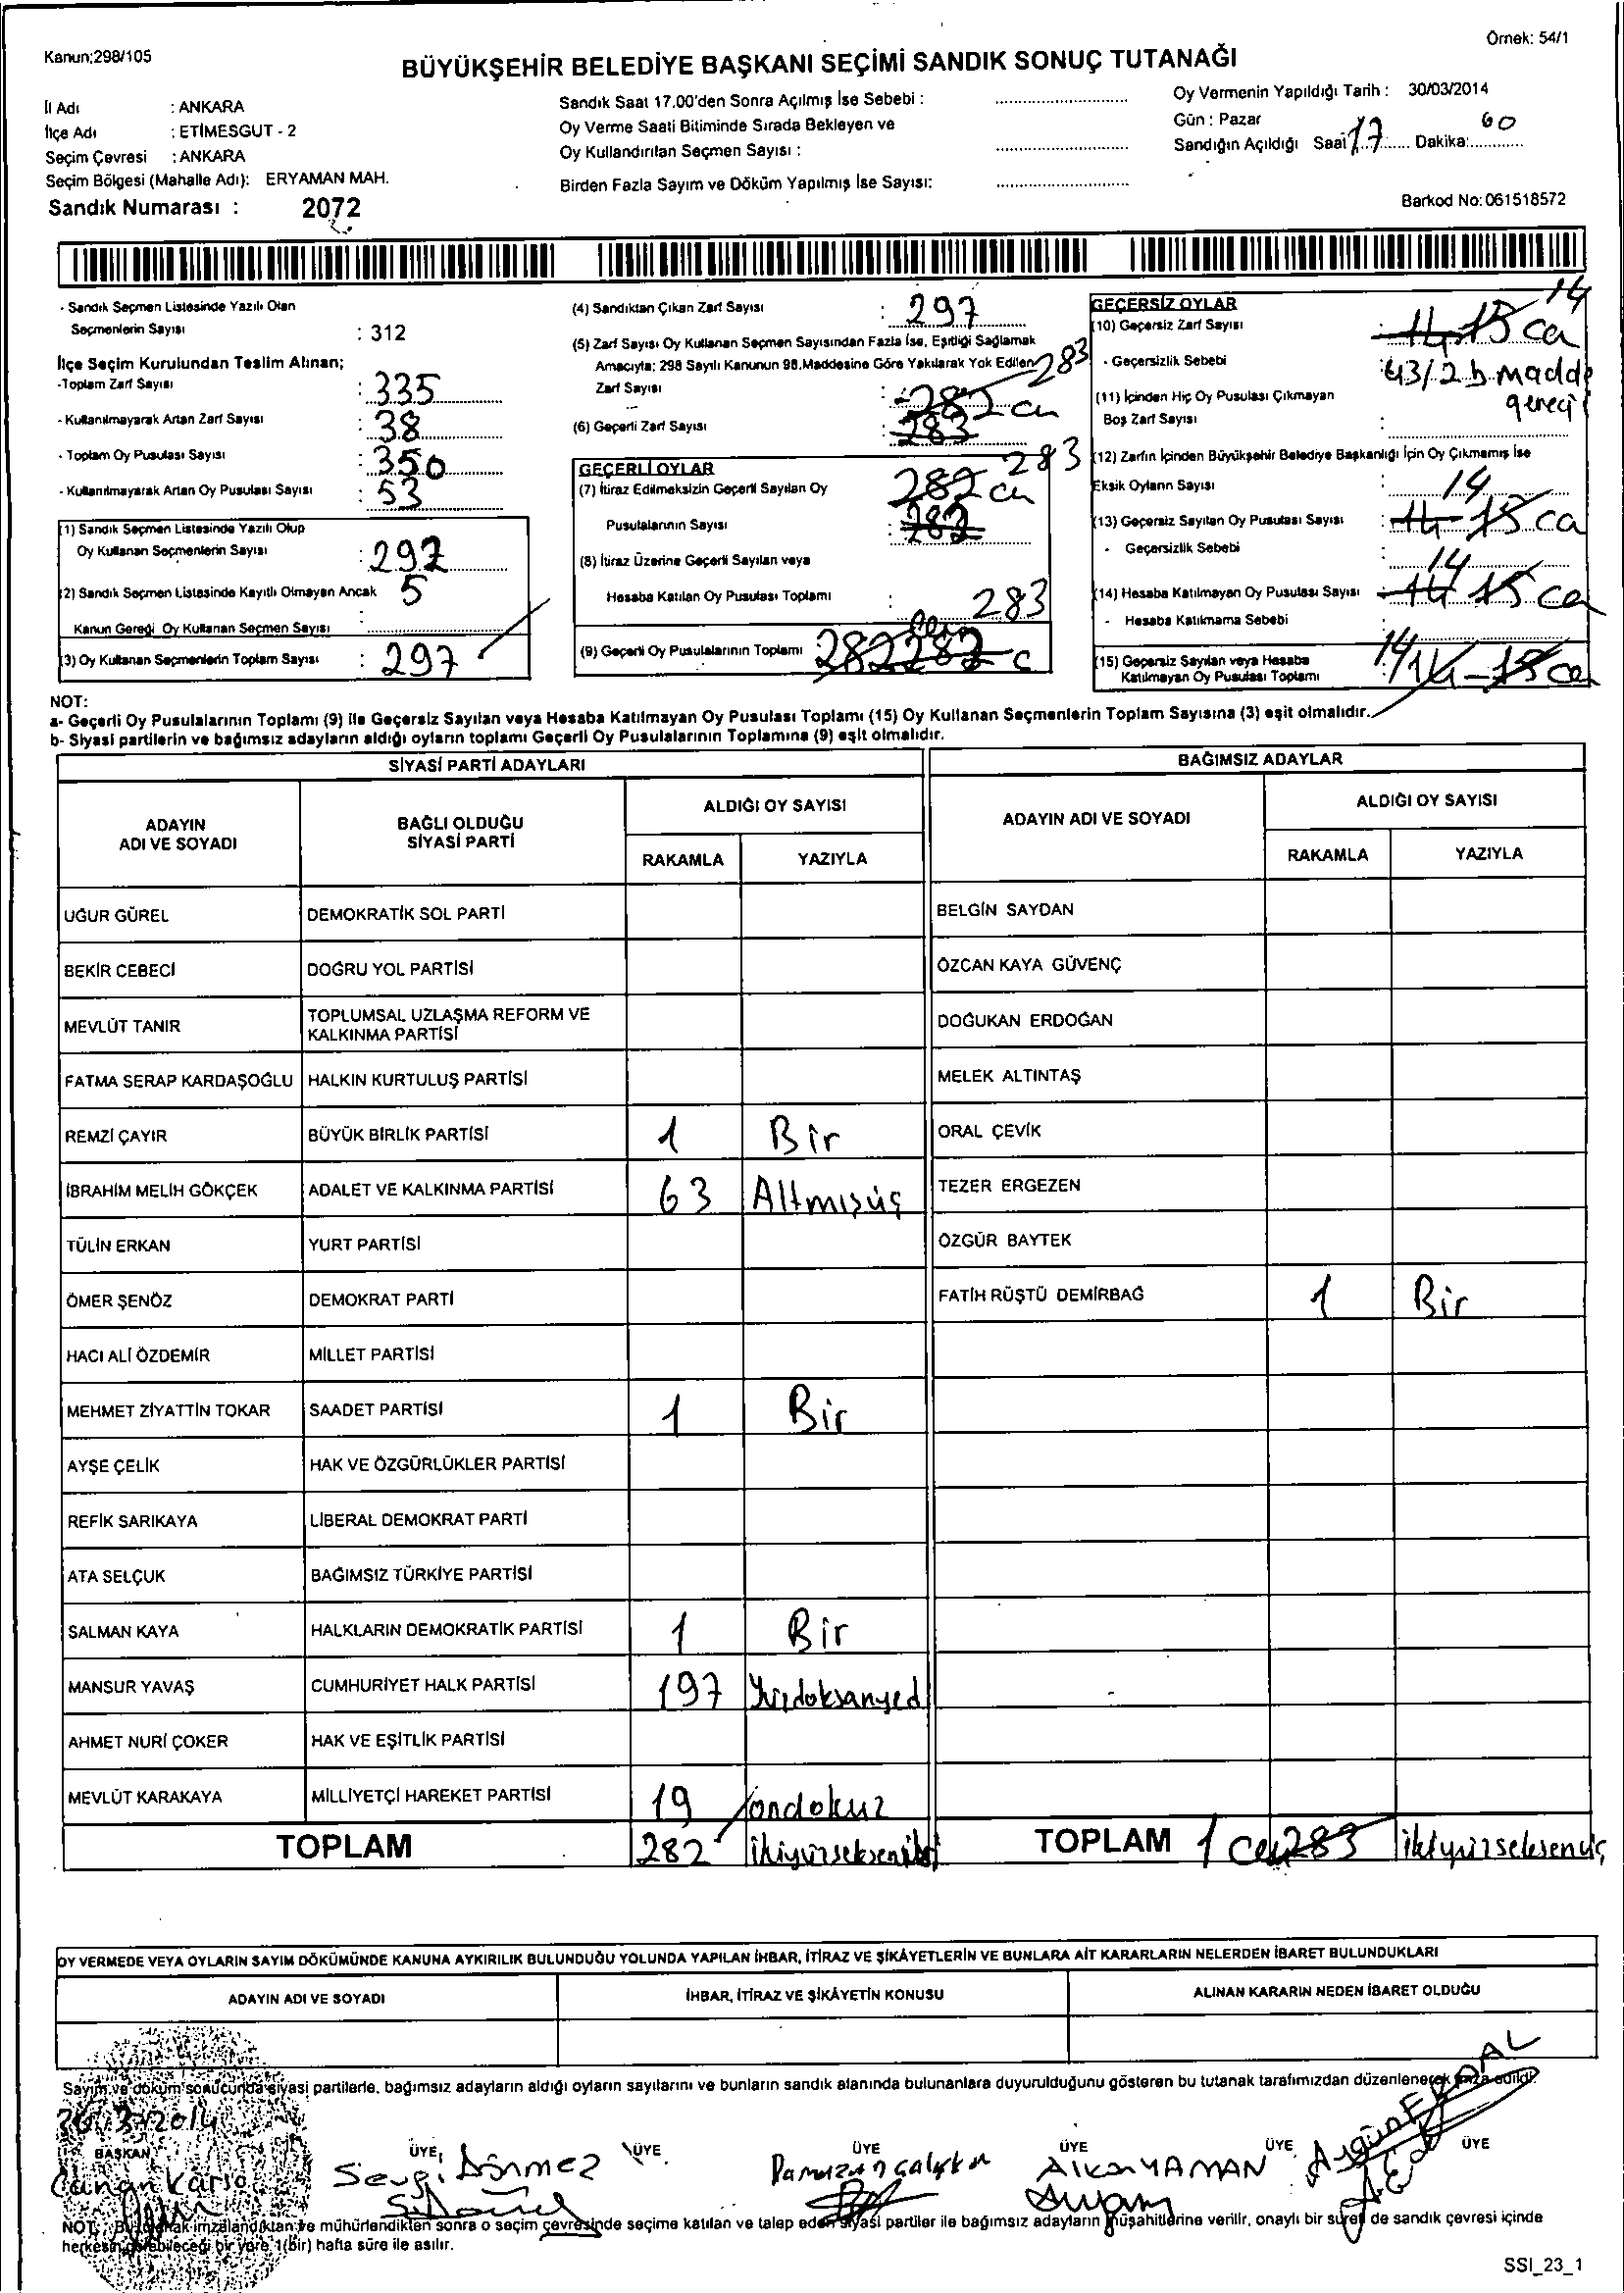 Kanun;298/105
Örnek: 54/1
BÜYÜKŞEHİR BELEDİYE BAŞKANI SEÇİMİ SANDIK SONUÇ TUTANAĞI
İl Adı : ANKARA
İlçe Adı : ETİMESGUT - 2
Seçim Çevresi : ANKARA
Seçim Bölgesi (Mahalle Adı): ERYAMAN MAH.
Sandık Numarası : 2072
Sandık Saat 17.00'den Sonra Açılmış İse Sebebi :
Oy Verme Saati Bitiminde Sırada Bekleyen ve
Oy Kullandırılan Seçmen Sayısı :
Birden Fazla Sayım ve Döküm Yapılmış İse Sayısı:
Oy Vermenin Yapıldığı Tarih : 30/03/2014
Gün : Pazar
Sandığın Açıldığı Saat 17 Dakika: 00
Barkod No: 061518572
- Sandık Seçmen Listesinde Yazılı Olan
Seçmenlerin Sayısı : 312
İlçe Seçim Kurulundan Teslim Alınan;
-Toplam Zarf Sayısı : 335
- Kullanılmayarak Artan Zarf Sayısı : 38
- Toplam Oy Pusulası Sayısı : 350
- Kullanılmayarak Artan Oy Pusulası Sayısı : 53
(1) Sandık Seçmen Listesinde Yazılı Olup
Oy Kullanan Seçmenlerin Sayısı : 292
(2) Sandık Seçmen Listesinde Kayıtlı Olmayan Ancak 5
Kanun Gereği Oy Kullanan Seçmen Sayısı :
(3) Oy Kullanan Seçmenlerin Toplam Sayısı : 297
(4) Sandıktan Çıkan Zarf Sayısı : 297
(5) Zarf Sayısı Oy Kullanan Seçmen Sayısından Fazla İse, Eşitliği Sağlamak
Amacıyla; 298 Sayılı Kanunun 98.Maddesine Göre Yakılarak Yok Edilen
Zarf Sayısı : 283
282 ca
(6) Geçerli Zarf Sayısı : 283
GEÇERLİ OYLAR
(7) İtiraz Edilmeksizin Geçerli Sayılan Oy 282 ca 283
Pusulalarının Sayısı : 282
(8) İtiraz Üzerine Geçerli Sayılan veya
Hesaba Katılan Oy Pusulası Toplamı : 283
(9) Geçerli Oy Pusulalarının Toplamı 282 282 c
GEÇERSİZ OYLAR
(10) Geçersiz Zarf Sayısı 14 15 ca 14
- Geçersizlik Sebebi : 43/2 b madde
gereği
(11) İçinden Hiç Oy Pusulası Çıkmayan
Boş Zarf Sayısı :
(12) Zarfın İçinden Büyükşehir Belediye Başkanlığı İçin Oy Çıkmamış İse
Eksik Oyların Sayısı :
14
(13) Geçersiz Sayılan Oy Pusulası Sayısı : 14 15 ca
- Geçersizlik Sebebi :
14
(14) Hesaba Katılmayan Oy Pusulası Sayısı 14 15 ca
- Hesaba Katılmama Sebebi :
(15) Geçersiz Sayılan veya Hesaba 14 14 - 15 ca
Katılmayan Oy Pusulası Toplamı
NOT:
a- Geçerli Oy Pusulalarının Toplamı (9) ile Geçersiz Sayılan veya Hesaba Katılmayan Oy Pusulası Toplamı (15) Oy Kullanan Seçmenlerin Toplam Sayısına (3) eşit olmalıdır.
b- Siyasi partilerin ve bağımsız adayların aldığı oyların toplamı Geçerli Oy Pusulalarının Toplamına (9) eşit olmalıdır.
SİYASİ PARTİ ADAYLARI
ADAYIN
ADI VE SOYADI
BAĞLI OLDUĞU
SİYASİ PARTİ
ALDIĞI OY SAYISI
RAKAMLA YAZIYLA
UĞUR GÜREL DEMOKRATİK SOL PARTİ
BEKİR CEBECİ DOĞRU YOL PARTİSİ
MEVLÜT TANIR TOPLUMSAL UZLAŞMA REFORM VE
KALKINMA PARTİSİ
FATMA SERAP KARDAŞOĞLU HALKIN KURTULUŞ PARTİSİ
REMZİ ÇAYIR BÜYÜK BİRLİK PARTİSİ 1 Bir
İBRAHİM MELİH GÖKÇEK ADALET VE KALKINMA PARTİSİ 63 Altmışüç
TÜLİN ERKAN YURT PARTİSİ
ÖMER ŞENÖZ DEMOKRAT PARTİ
HACI ALİ ÖZDEMİR MİLLET PARTİSİ
MEHMET ZİYATTİN TOKAR SAADET PARTİSİ 1 Bir
AYŞE ÇELİK HAK VE ÖZGÜRLÜKLER PARTİSİ
REFİK SARIKAYA LİBERAL DEMOKRAT PARTİ
ATA SELÇUK BAĞIMSIZ TÜRKİYE PARTİSİ
SALMAN KAYA HALKLARIN DEMOKRATİK PARTİSİ 1 Bir
MANSUR YAVAŞ CUMHURİYET HALK PARTİSİ 197 Yüzdoksanyed
AHMET NURİ ÇOKER HAK VE EŞİTLİK PARTİSİ
MEVLÜT KARAKAYA MİLLİYETÇİ HAREKET PARTİSİ 19 ondokuz
TOPLAM 282 ikiyüzsekseniki
BAĞIMSIZ ADAYLAR
ADAYIN ADI VE SOYADI
ALDIĞI OY SAYISI
RAKAMLA YAZIYLA
BELGİN SAYDAN
ÖZCAN KAYA GÜVENÇ
DOĞUKAN ERDOĞAN
MELEK ALTINTAŞ
ORAL ÇEVİK
TEZER ERGEZEN
ÖZGÜR BAYTEK
FATİH RÜŞTÜ DEMİRBAĞ 1 Bir
TOPLAM 1 ca 283 ikiyüzseksenüç
OY VERMEDE VEYA OYLARIN SAYIM DÖKÜMÜNDE KANUNA AYKIRILIK BULUNDUĞU YOLUNDA YAPILAN İHBAR, İTİRAZ VE ŞİKÂYETLERİN VE BUNLARA AİT KARARLARIN NELERDEN İBARET BULUNDUKLARI
ADAYIN ADI VE SOYADI İHBAR, İTİRAZ VE ŞİKÂYETİN KONUSU ALINAN KARARIN NEDEN İBARET OLDUĞU
Sayım ve döküm sonucunda siyasi partilerle, bağımsız adayların aldığı oyların sayılarını ve bunların sandık alanında bulunanlara duyurulduğunu gösteren bu tutanak tarafımızdan düzenlenerek imza edildi.
BAŞKAN ÜYE ÜYE ÜYE ÜYE ÜYE ÜYE
Sevgi Dönmez Ramazan Çalışkan Alkan YAMAN Aygün ERDAL
NOT: Bu tutanak imzalandıktan ve mühürlendikten sonra o seçim çevresinde seçime katılan ve talep eden siyasi partiler ile bağımsız adayların müşahitlerine verilir, onaylı bir sureti de sandık çevresi içinde
herkesin görebileceği bir yere 1(bir) hafta süre ile asılır.
SSI_23_1